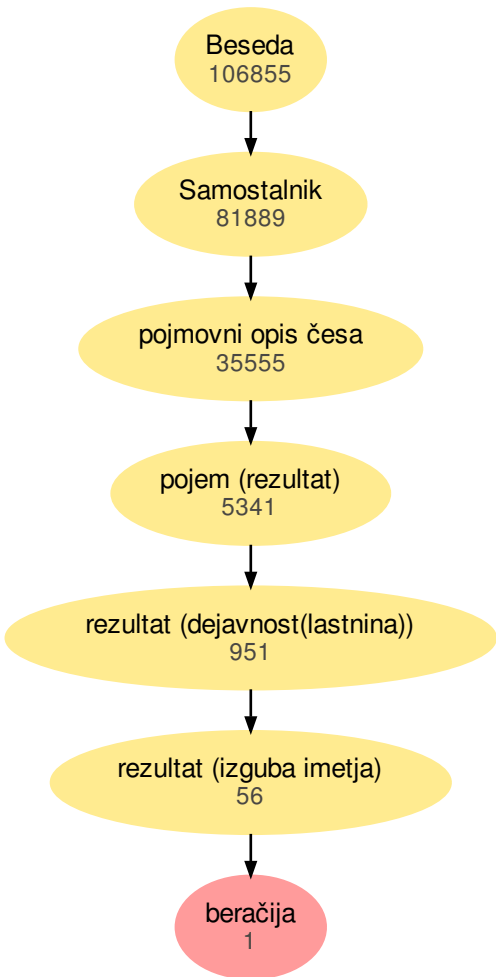 Beseda
106855
Samostalnik
81889
pojmovni opis česa
35555
pojem (rezultat)
5341
rezultat (dejavnost(lastnina))
951
rezultat (izguba imetja)
56
beračija
1